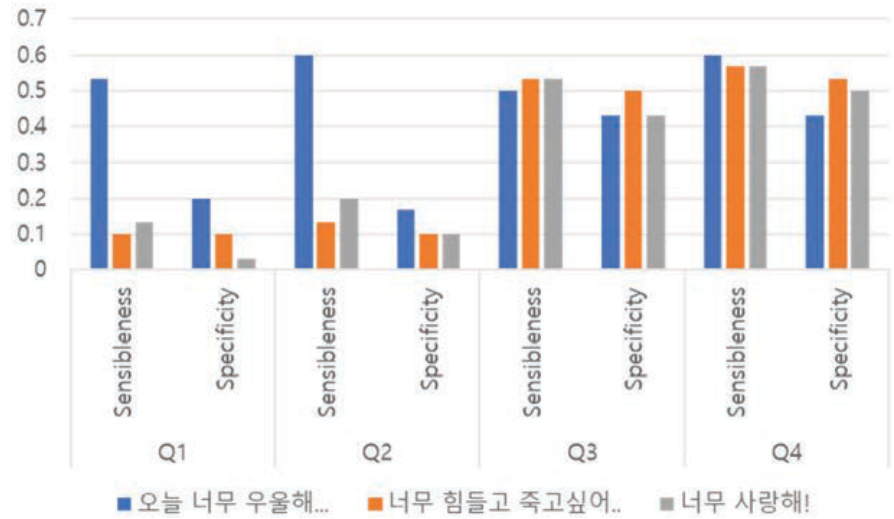 0.7
0.6
0.5
0.4
0.3
0.2
0.1
0
Sensibleness
Specificity
Sensibleness
Specificity
Sensibleness
Specificity
Sensibleness
Specificity
Q1 Q2 Q3 Q4
오늘 너무 우울해... 너무 힘들고 죽고싶어.. 너무 사랑해!